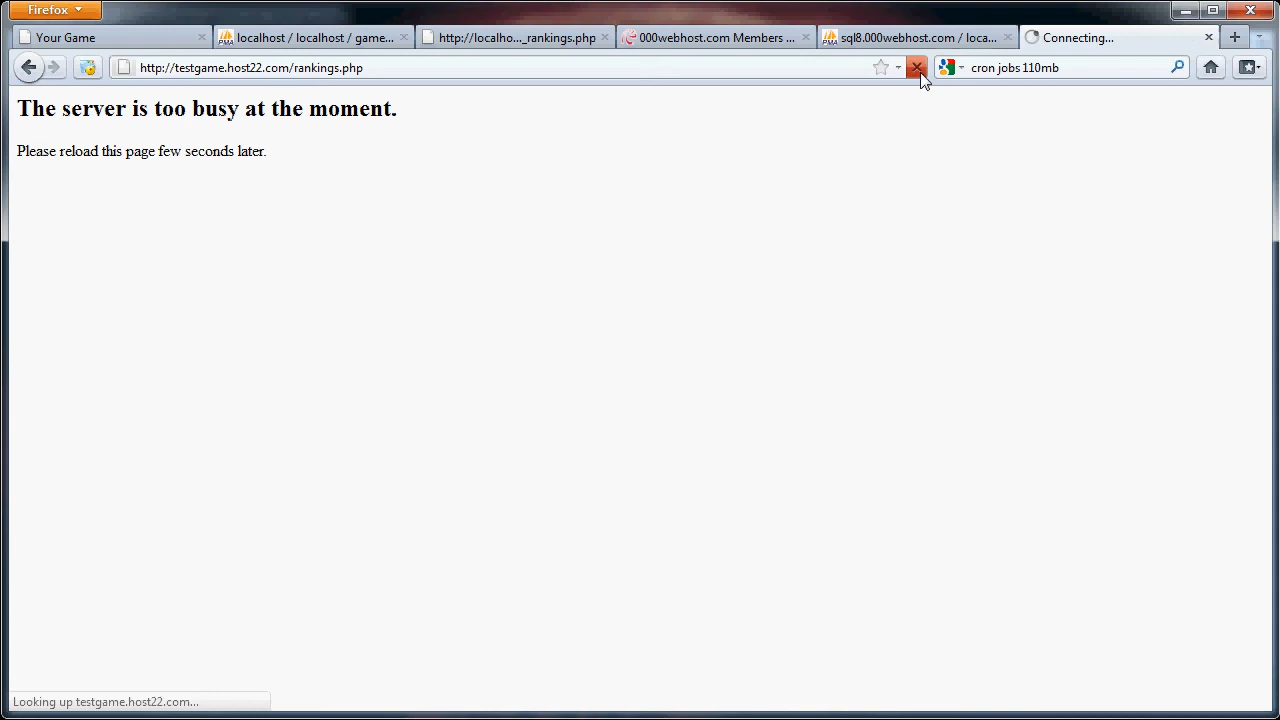 Firefox
Your Game
localhost / localhost / game...
http://localho..._rankings.php
000webhost.com Members ...
sql8.000webhost.com / loca...
Connecting...
http://testgame.host22.com/rankings.php
cron jobs 110mb
The server is too busy at the moment.
Please reload this page few seconds later.
Looking up testgame.host22.com...